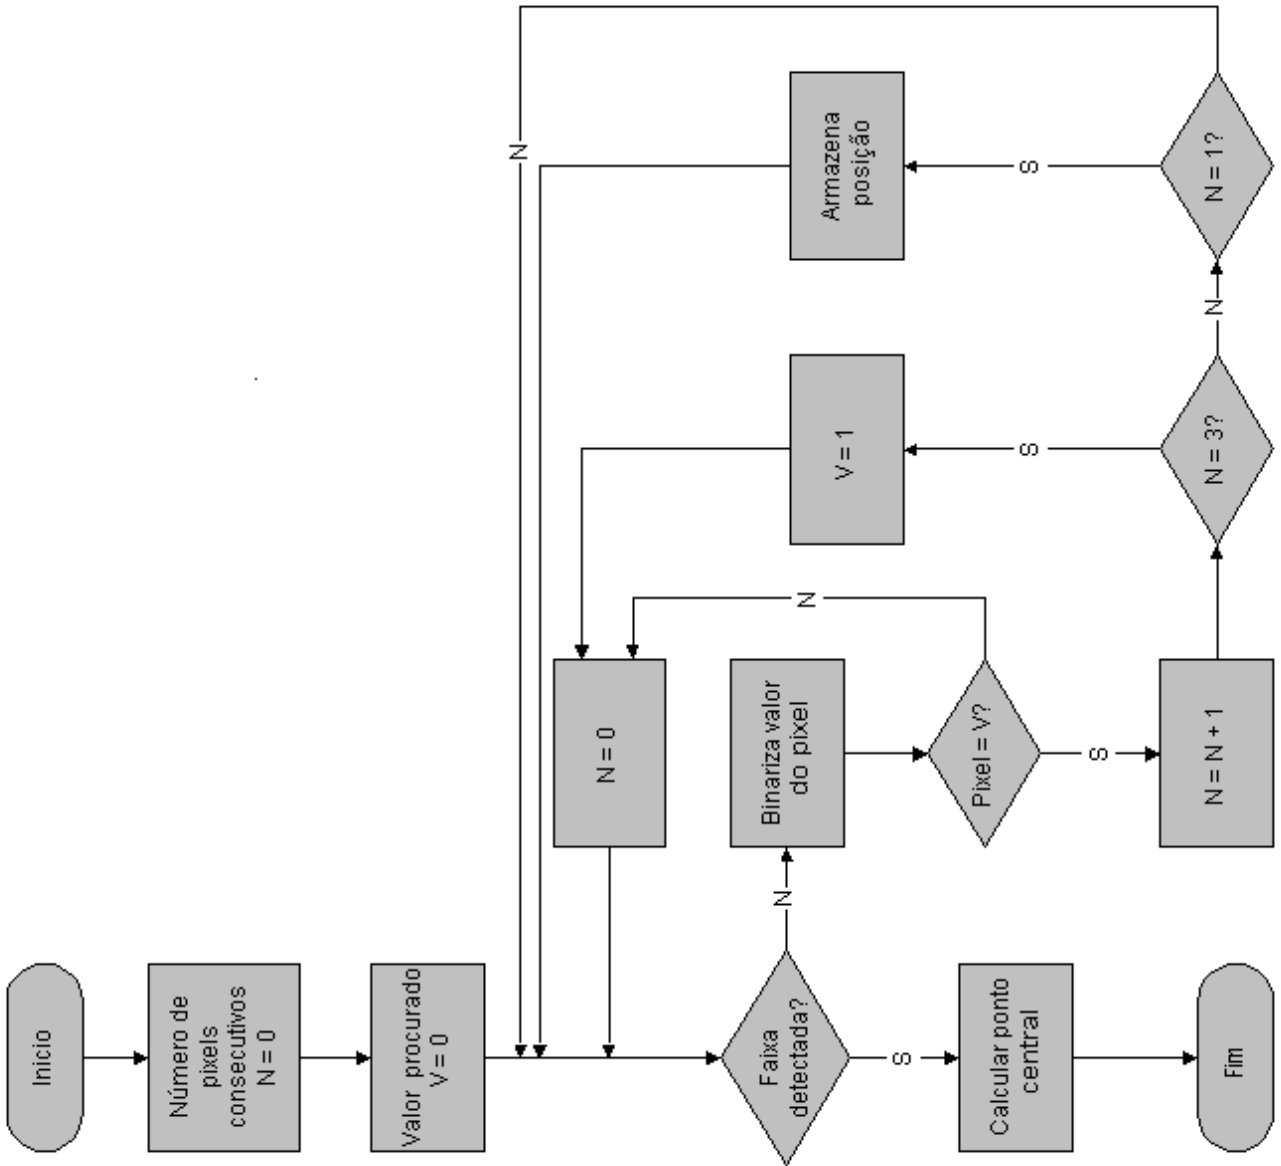 Inicio
Número de
pixels
consecutivos
N = 0
Valor procurado
V = 0
Faixa
detectada?
S
Calcular ponto
central
Fim
N
Binariza valor
do pixel
Pixel = V?
N
N = 0
S
N = N + 1
N = 3?
S
V = 1
N
N = 1?
S
Armazena
posição
N